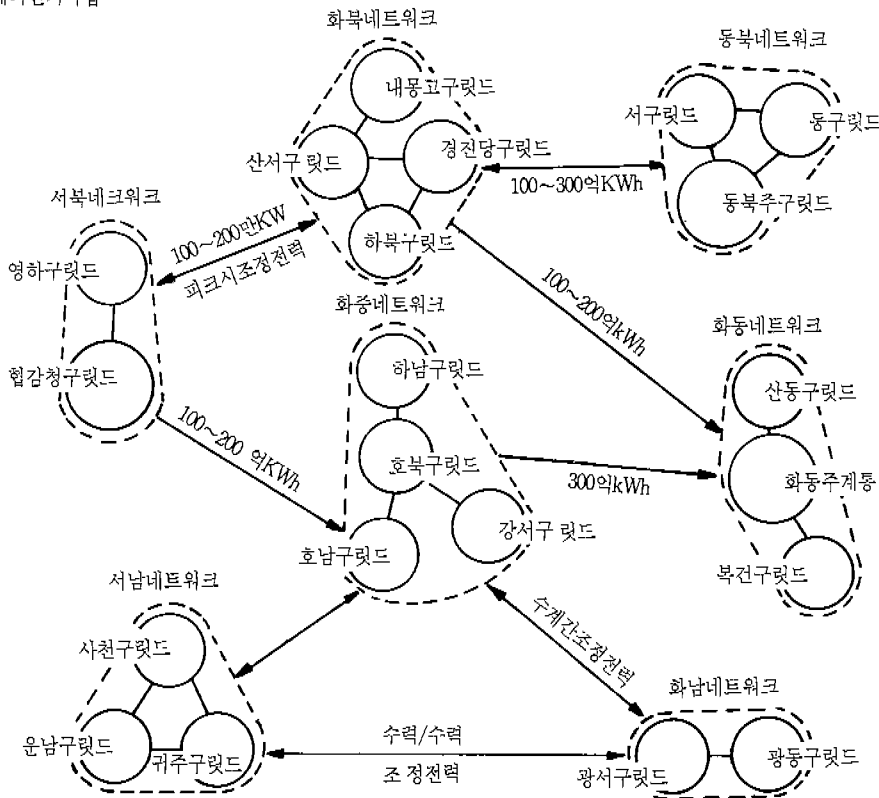 화북네트워크
내몽고구릿드
산서구 릿드
경진당구릿드
하북구릿드
동북네트워크
서구릿드
동구릿드
동북주구릿드
100~300억KWh
서북네크워크
영하구릿드
협감청구릿드
100~200만KW
피크시조정전력
100~200억kWh
화중네트워크
하남구릿드
호북구릿드
호남구릿드
강서구 릿드
100~200 억KWh
300억kWh
화동네트워크
산동구릿드
화동주계통
복건구릿드
서남네트워크
사천구릿드
운남구릿드
귀주구릿드
수계간조정전력
수력/수력
조 정전력
화남네트워크
광서구릿드
광동구릿드